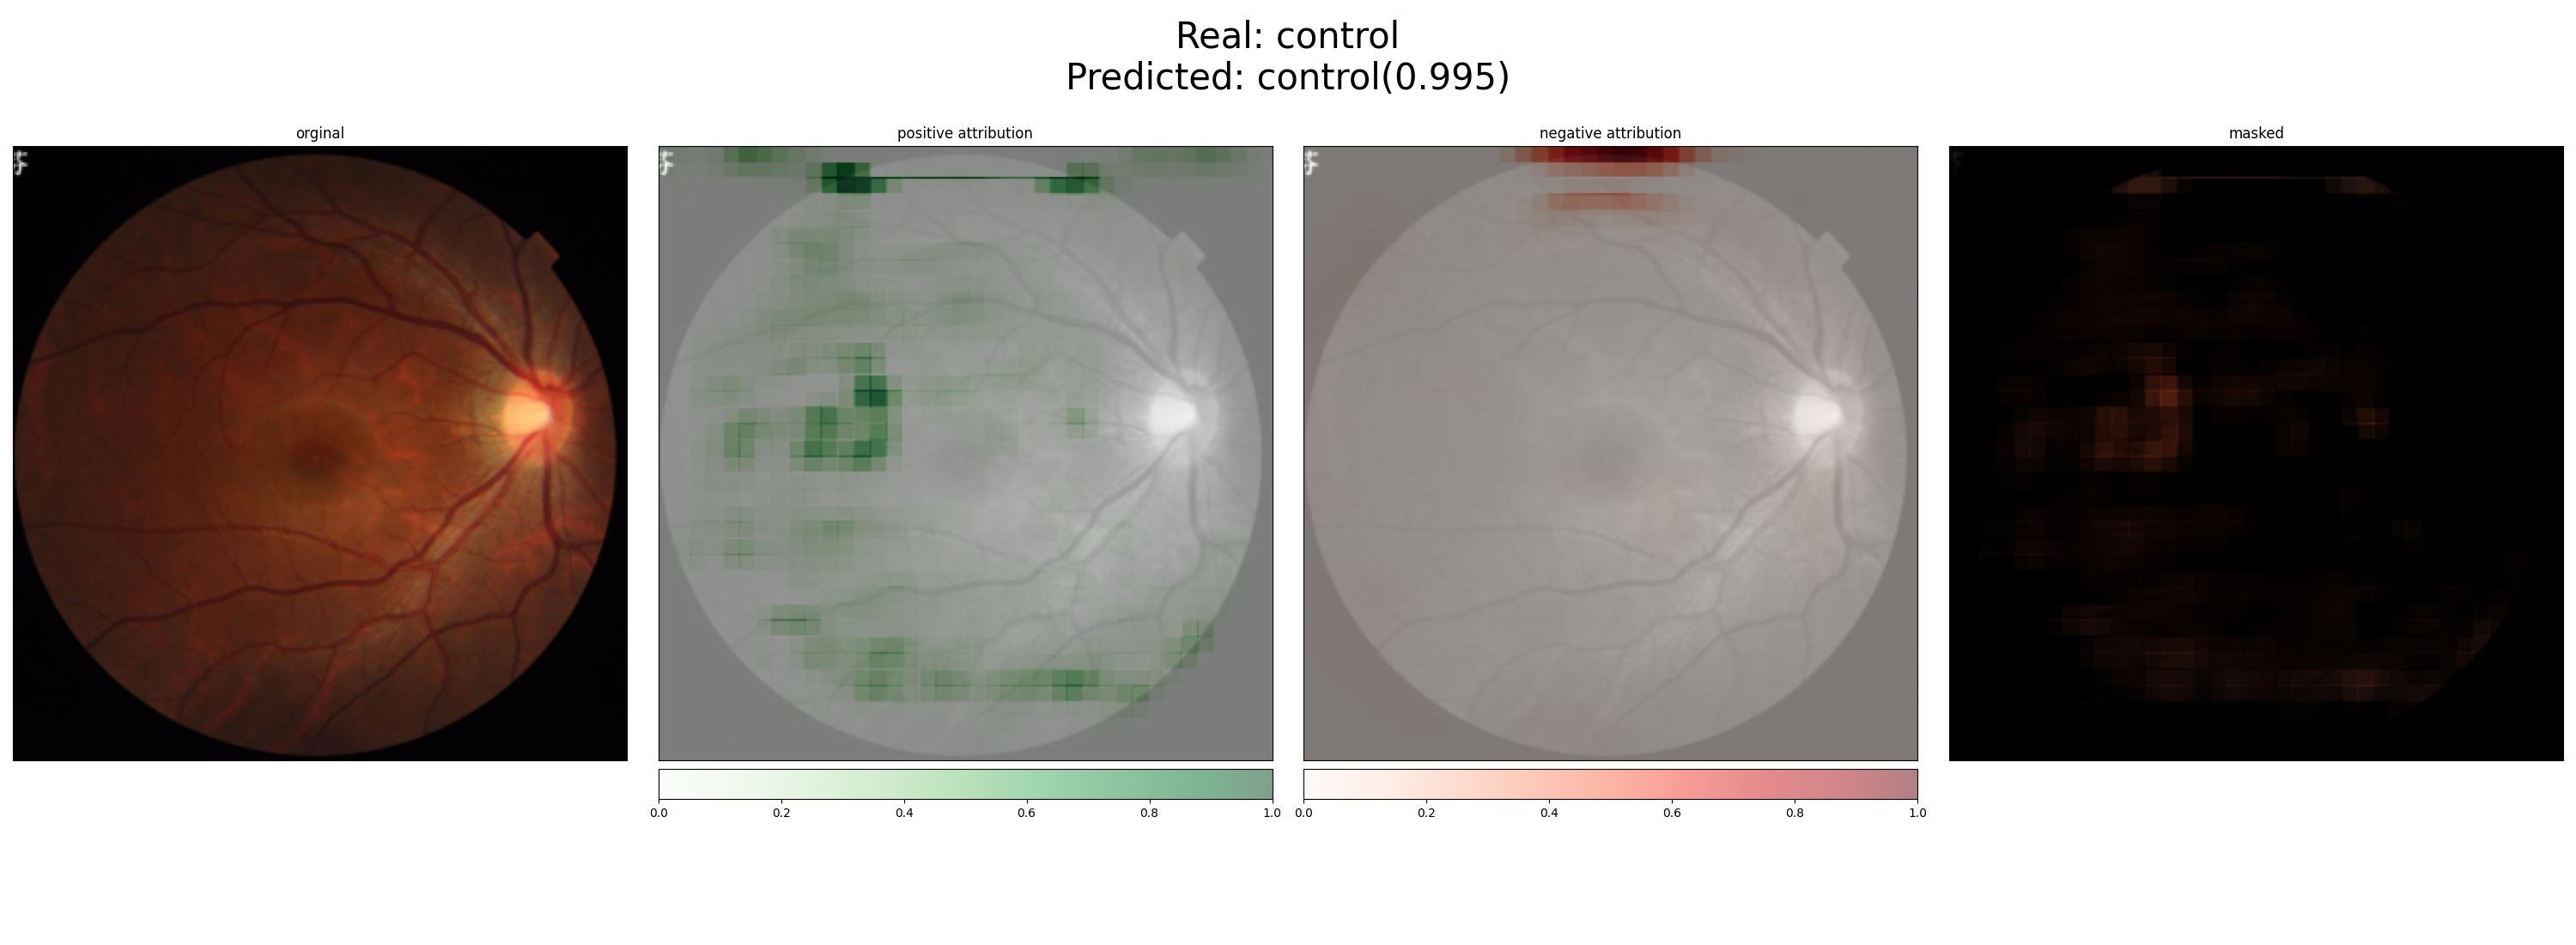 Real: control
Predicted: control(0.995)
orginal
positive attribution
negative attribution
masked
0.0 0.2 0.4 0.6 0.8 1.0
0.0 0.2 0.4 0.6 0.8 1.0